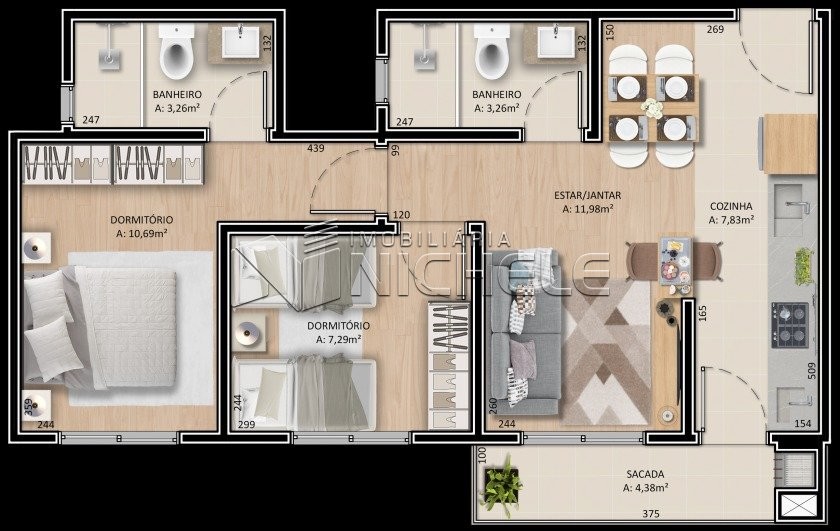 150
269
132
132
BANHEIRO
A: 3,26m²
BANHEIRO
A: 3,26m²
247
247
439
99
DORMITÓRIO
A: 10,69m²
ESTAR/JANTAR
A: 11,98m²
COZINHA
A: 7,83m²
120
IMOBILIÁRIA
NICHELE
DORMITÓRIO
A: 7,29m²
165
509
359
244
244
299
260
244
154
100
SACADA
A: 4,38m²
375